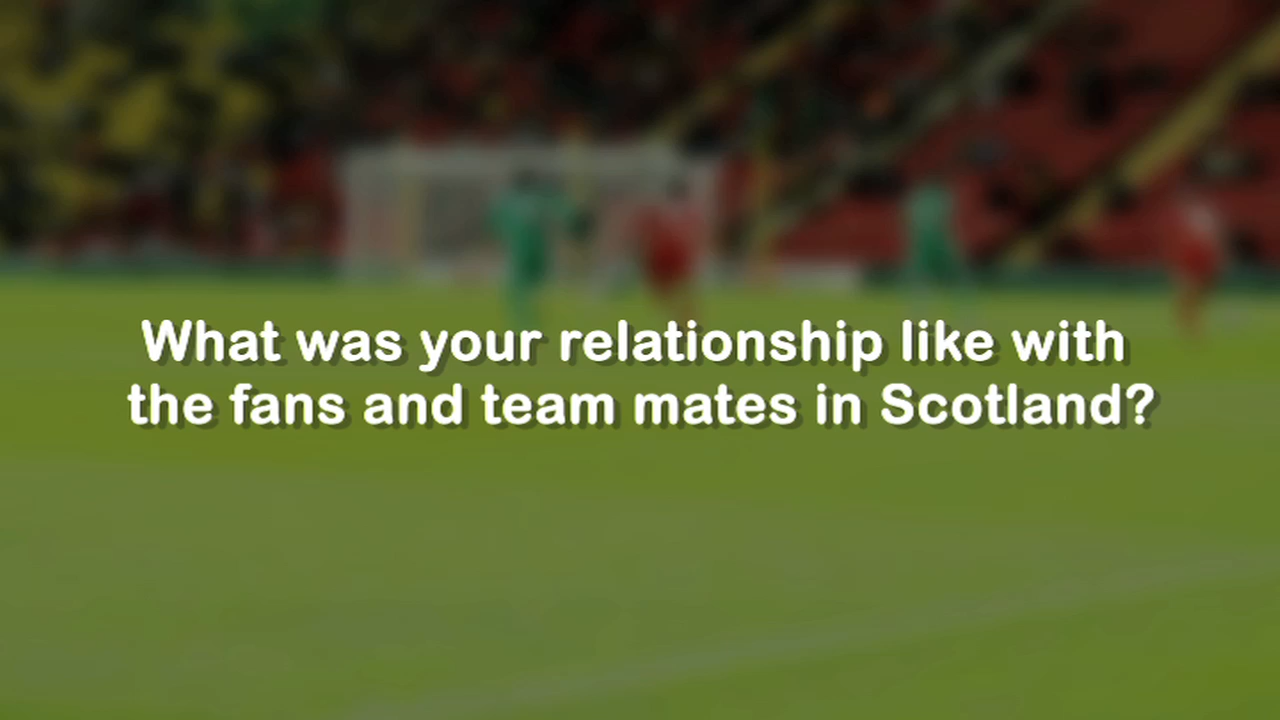 What was your relationship like with
the fans and team mates in Scotland?